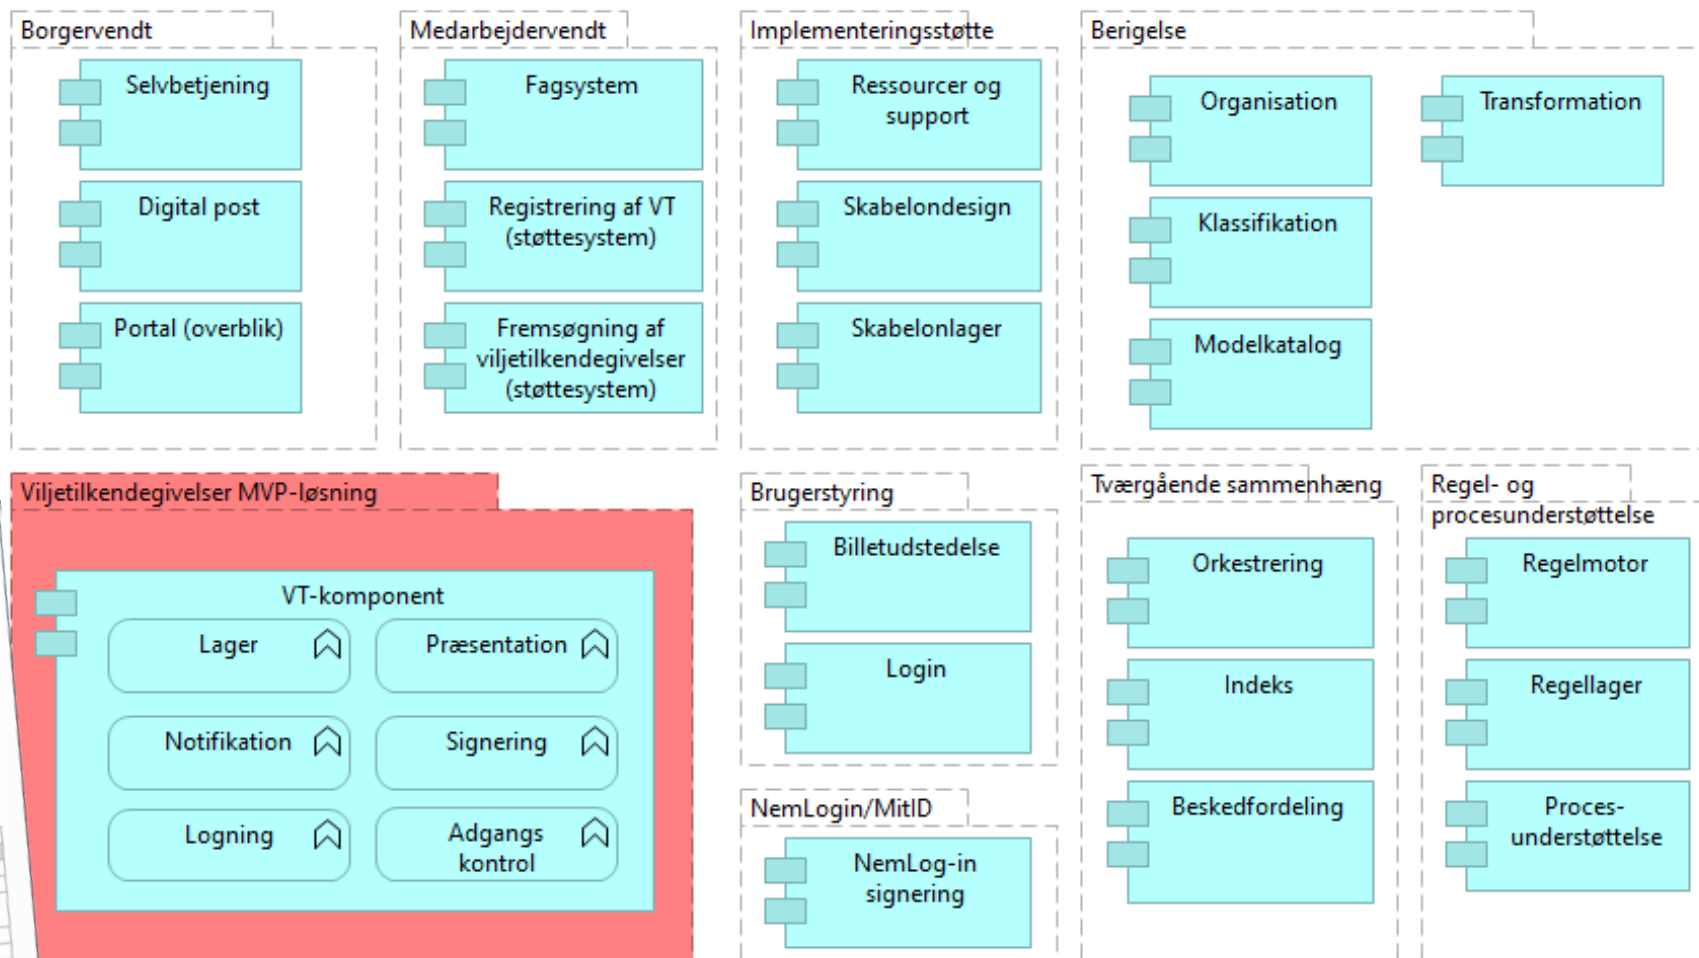 Borgervendt
Selvbetjening
Digital post
Portal (overblik)
Medarbejdervendt
Fagsystem
Registrering af VT
(støttesystem)
Fremsøgning af
viljetilkendegivelser
(støttesystem)
Implementeringsstøtte
Ressourcer og
support
Skabelondesign
Skabelonlager
Berigelse
Organisation
Transformation
Klassifikation
Modelkatalog
Viljetilkendegivelser MVP-løsning
VT-komponent
Lager
Præsentation
Notifikation
Signering
Logning
Adgangs
kontrol
Brugerstyring
Billetudstedelse
Login
NemLogin/MitID
NemLog-in
signering
Tværgående sammenhæng
Orkestrering
Indeks
Beskedfordeling
Regel- og
procesunderstøttelse
Regelmotor
Regellager
Proces-
understøttelse